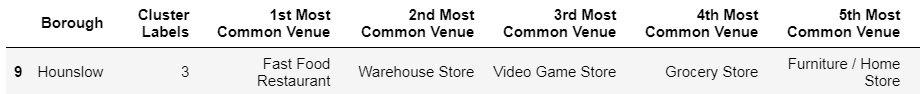 Borough Cluster Labels 1st Most Common Venue 2nd Most Common Venue 3rd Most Common Venue 4th Most Common Venue 5th Most Common Venue
9 Hounslow 3 Fast Food Restaurant Warehouse Store Video Game Store Grocery Store Furniture / Home Store